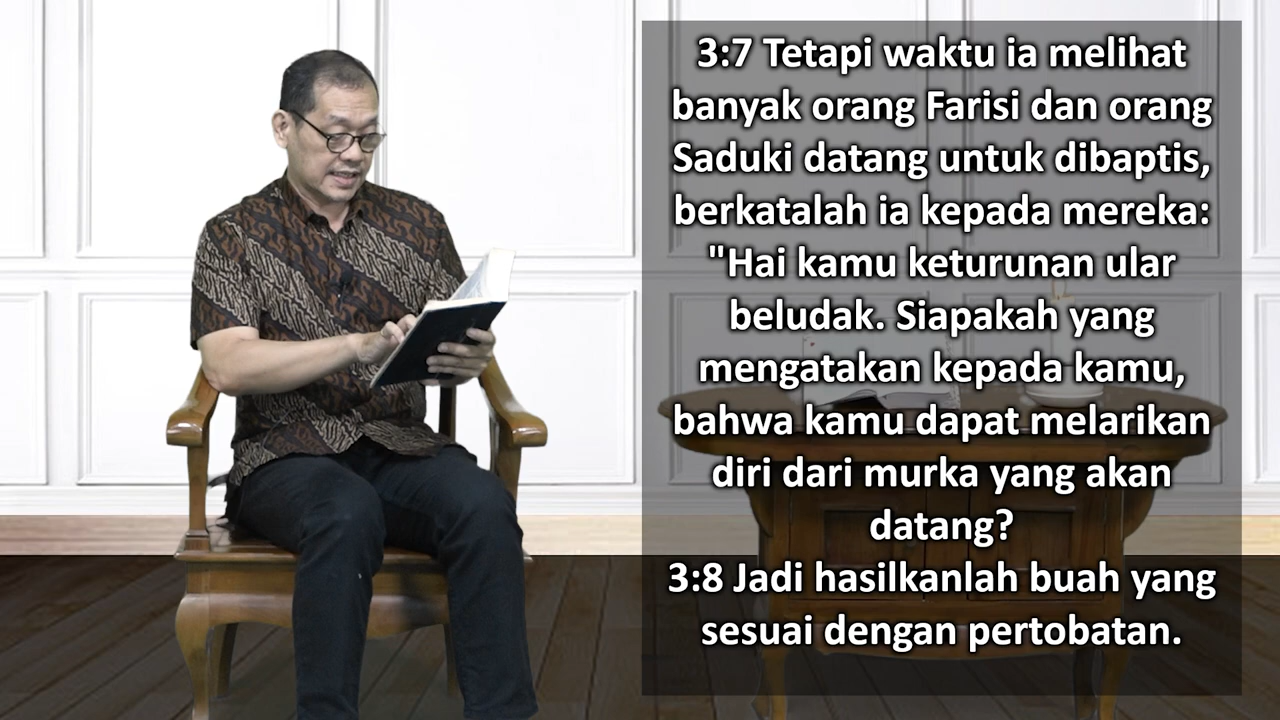 3:7 Tetapi waktu ia melihat
banyak orang Farisi dan orang
Saduki datang untuk dibaptis,
berkatalah ia kepada mereka:
"Hai kamu keturunan ular
beludak. Siapakah yang
mengatakan kepada kamu,
bahwa kamu dapat melarikan
diri dari murka yang akan
datang?
3:8 Jadi hasilkanlah buah yang
sesuai dengan pertobatan.